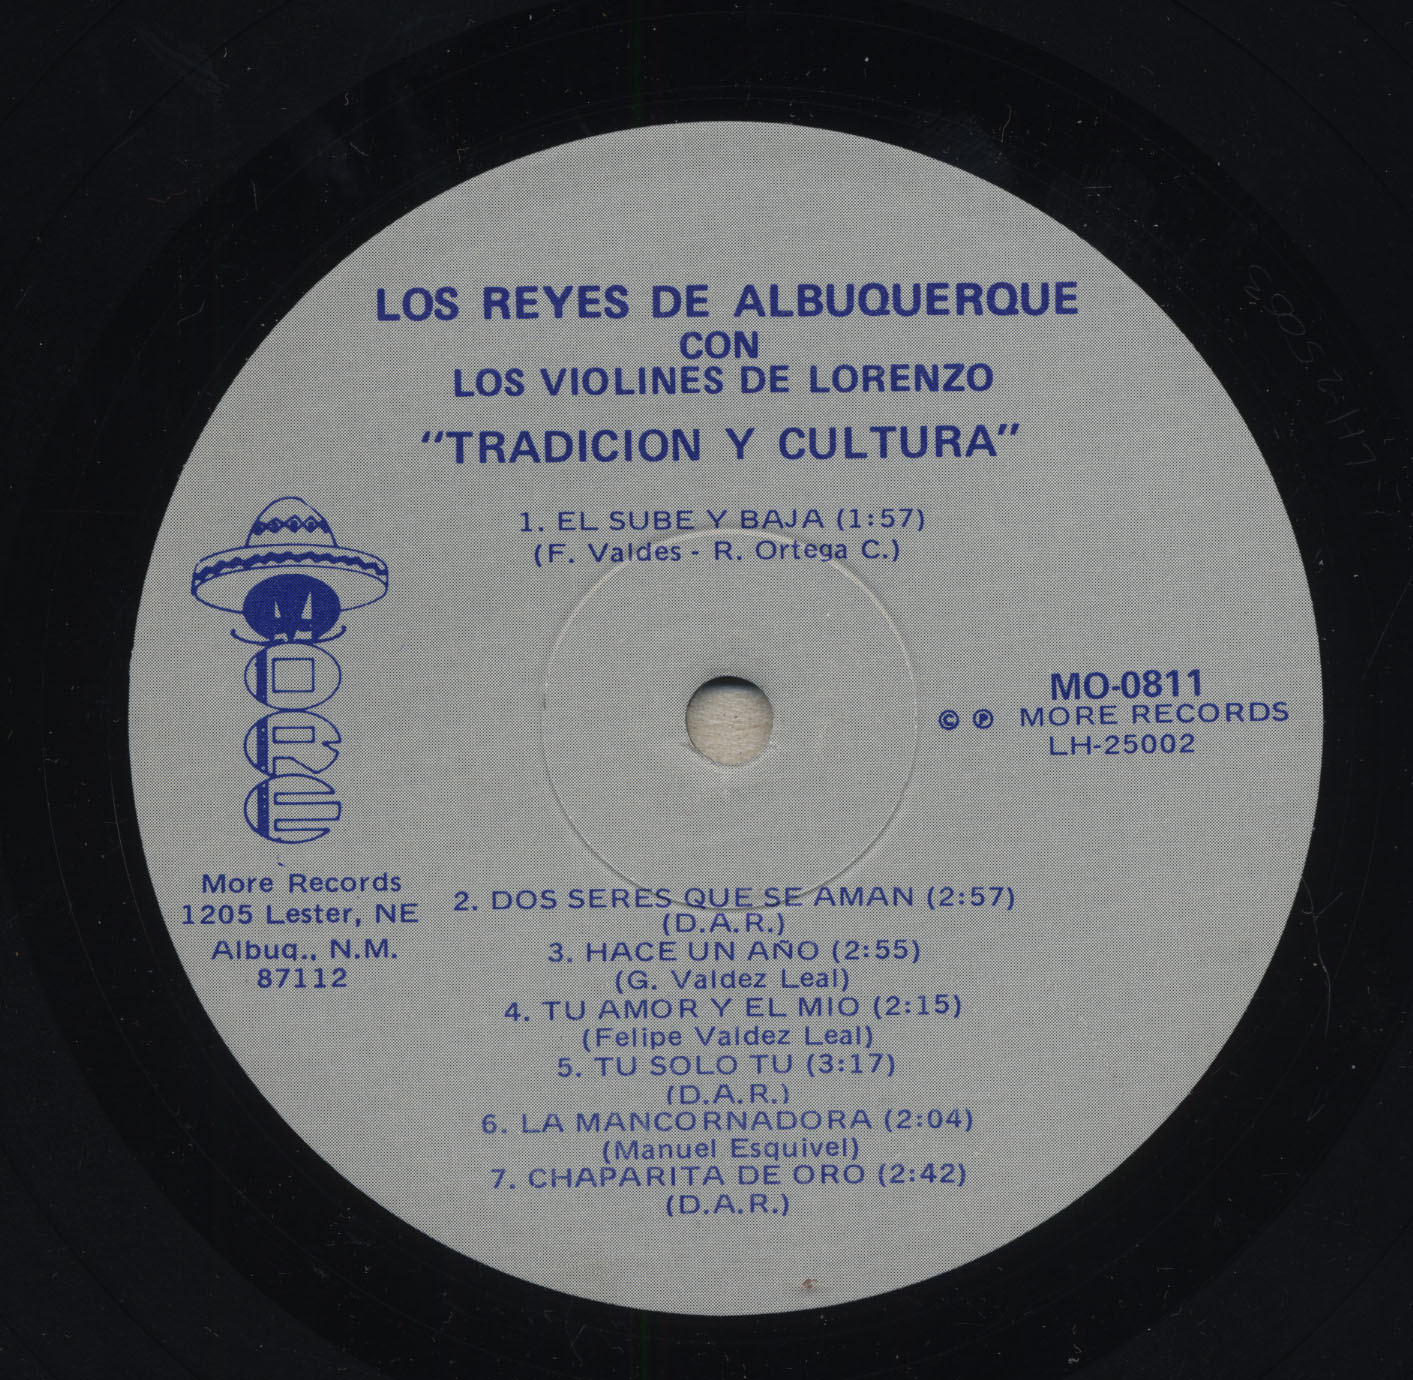 LOS REYES DE ALBUQUERQUE
CON
LOS VIOLINES DE LORENZO
"TRADICION Y CULTURA"
1. EL SUBE Y BAJA (1:57)
(F. Valdes - R. Ortega C.)
MORE
More Records
1205 Lester, NE
Albuq., N.M.
87112
MO-0811
© ℗ MORE RECORDS
LH-25002
2. DOS SERES QUE SE AMAN (2:57)
(D.A.R.)
3. HACE UN AÑO (2:55)
(G. Valdez Leal)
4. TU AMOR Y EL MIO (2:15)
(Felipe Valdez Leal)
5. TU SOLO TU (3:17)
(D.A.R.)
6. LA MANCORNADORA (2:04)
(Manuel Esquivel)
7. CHAPARITA DE ORO (2:42)
(D.A.R.)